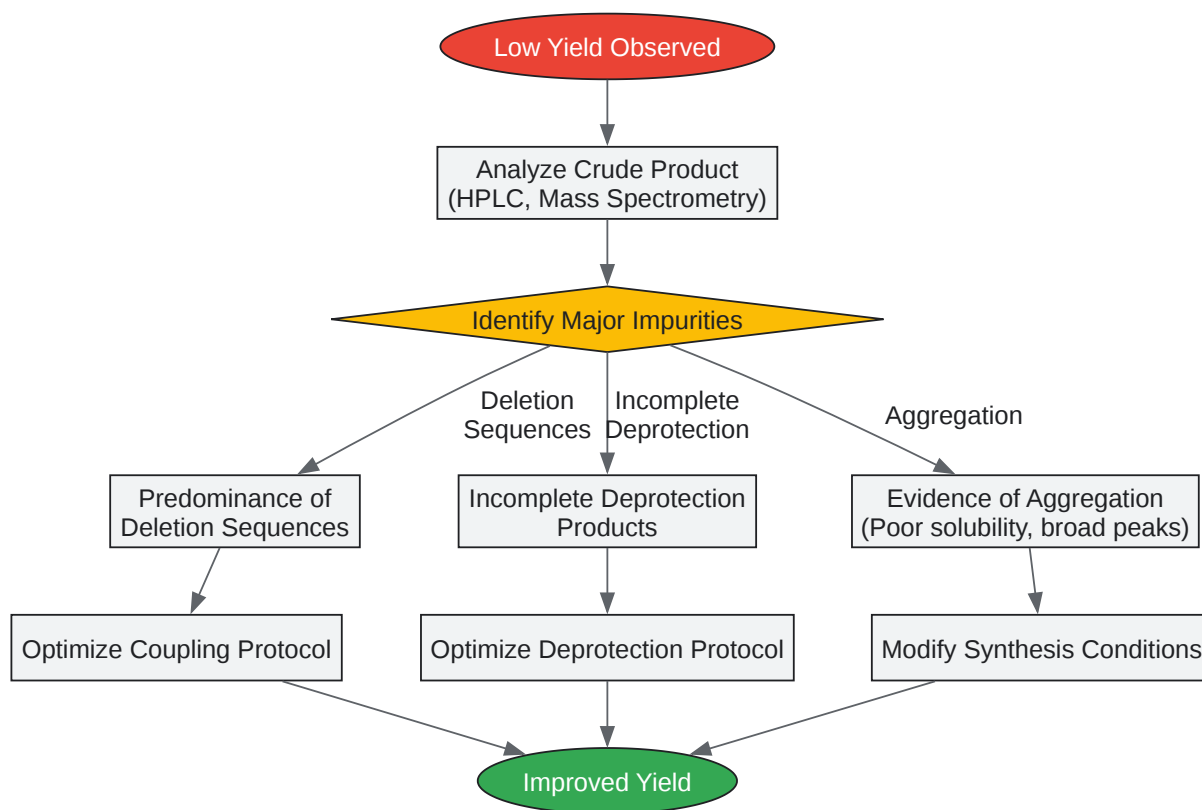 Low Yield Observed
Analyze Crude Product
(HPLC, Mass Spectrometry)
Identify Major Impurities
Deletion
Sequences
Incomplete
Deprotection
Aggregation
Predominance of
Deletion Sequences
Incomplete Deprotection
Products
Evidence of Aggregation
(Poor solubility, broad peaks)
Optimize Coupling Protocol
Optimize Deprotection Protocol
Modify Synthesis Conditions
Improved Yield